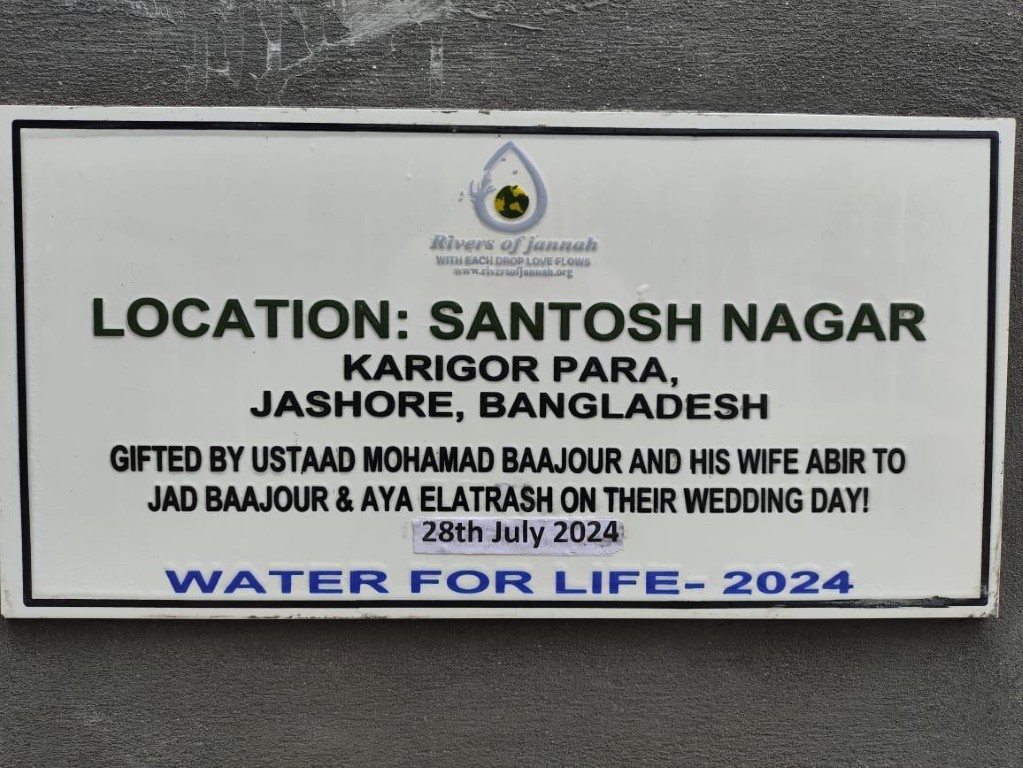 Rivers of jannah
WITH EACH DROP LOVE FLOWS
www.riversofjannah.org
LOCATION: SANTOSH NAGAR
KARIGOR PARA,
JASHORE, BANGLADESH
GIFTED BY USTAAD MOHAMAD BAAJOUR AND HIS WIFE ABIR TO
JAD BAAJOUR & AYA ELATRASH ON THEIR WEDDING DAY!
28th July 2024
WATER FOR LIFE- 2024